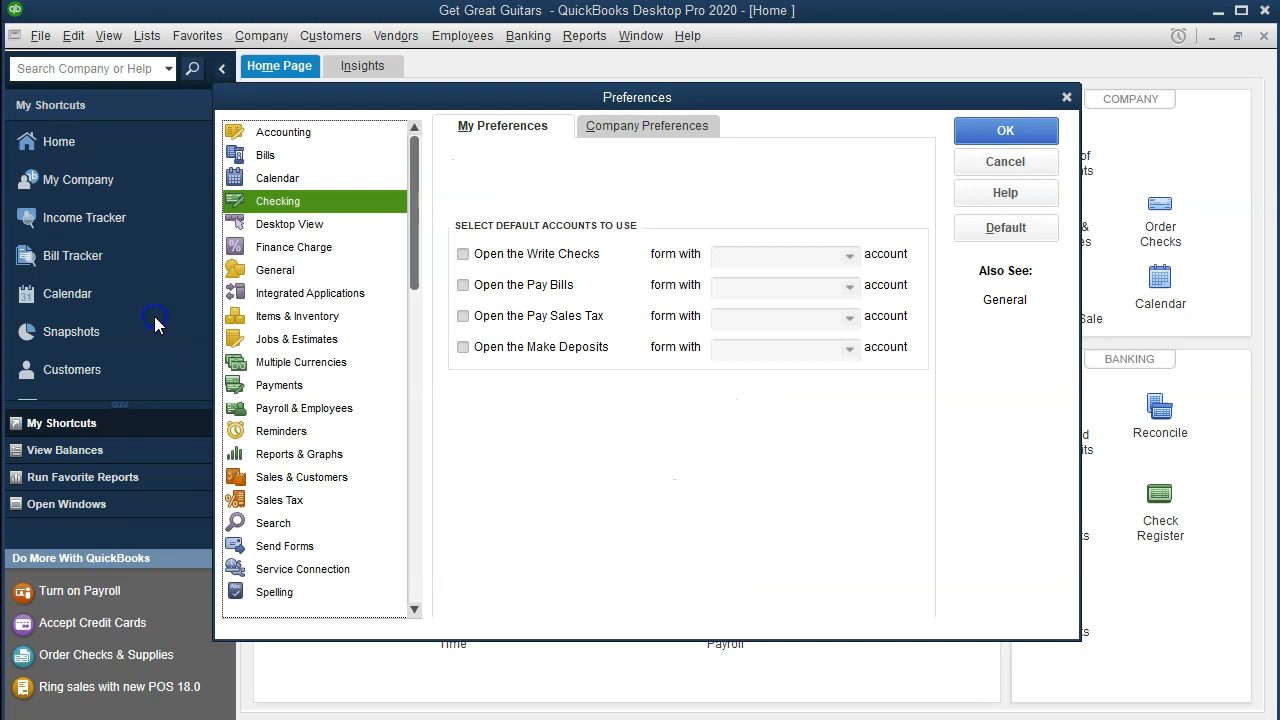 Get Great Guitars - QuickBooks Desktop Pro 2020 - [Home ]
File Edit View Lists Favorites Company Customers Vendors Employees Banking Reports Window Help
Search Company or Help
Home Page
Insights
My Shortcuts
Home
My Company
Income Tracker
Bill Tracker
Calendar
Snapshots
Customers
My Shortcuts
View Balances
Run Favorite Reports
Open Windows
Do More With QuickBooks
Turn on Payroll
Accept Credit Cards
Order Checks & Supplies
Ring sales with new POS 18.0
Preferences
Accounting
Bills
Calendar
Checking
Desktop View
Finance Charge
General
Integrated Applications
Items & Inventory
Jobs & Estimates
Multiple Currencies
Payments
Payroll & Employees
Reminders
Reports & Graphs
Sales & Customers
Sales Tax
Search
Send Forms
Service Connection
Spelling
My Preferences
Company Preferences
SELECT DEFAULT ACCOUNTS TO USE
Open the Write Checks form with account
Open the Pay Bills form with account
Open the Pay Sales Tax form with account
Open the Make Deposits form with account
OK
Cancel
Help
Default
Also See:
General
COMPANY
Order
Checks
Calendar
BANKING
Reconcile
Check
Register
Time
Payroll